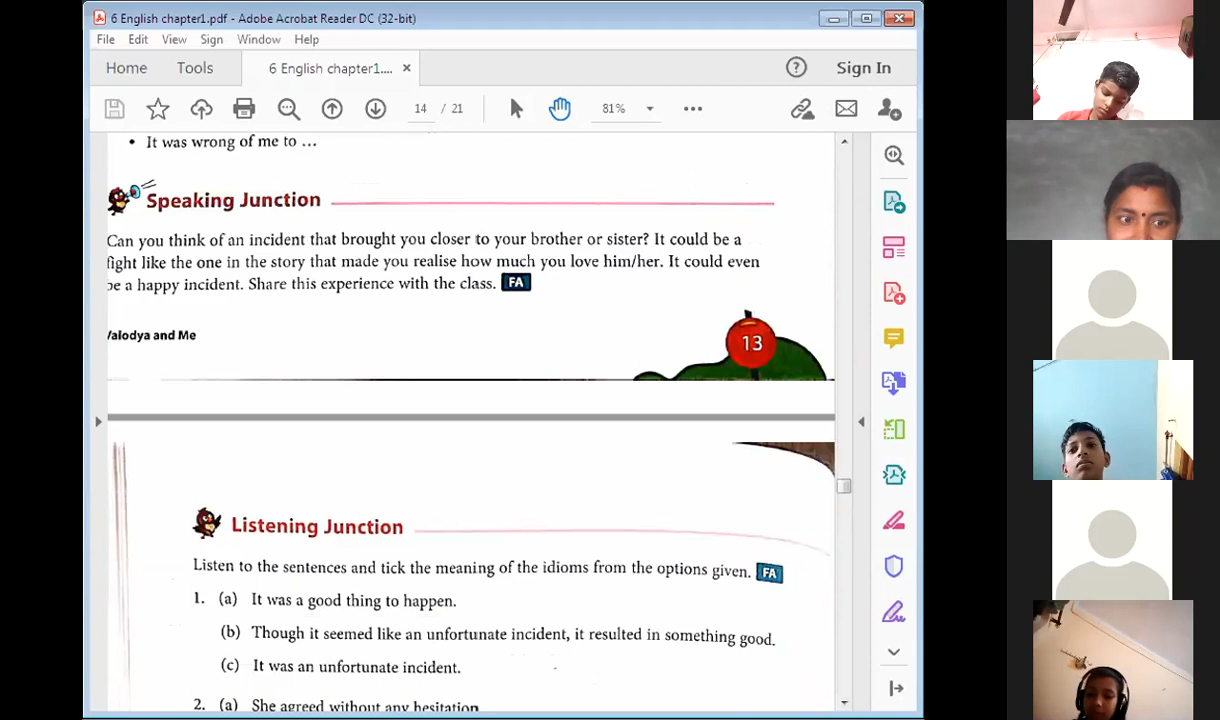 6 English chapter1.pdf - Adobe Acrobat Reader DC (32-bit)
File Edit View Sign Window Help
Home Tools 6 English chapter1.... × ? Sign In
14 / 21 81%
• It was wrong of me to ...
Speaking Junction
Can you think of an incident that brought you closer to your brother or sister? It could be a
fight like the one in the story that made you realise how much you love him/her. It could even
be a happy incident. Share this experience with the class. FA
Valodya and Me
13
Listening Junction
Listen to the sentences and tick the meaning of the idioms from the options given. FA
1. (a) It was a good thing to happen.
(b) Though it seemed like an unfortunate incident, it resulted in something good.
(c) It was an unfortunate incident.
2. (a) She agreed without any hesitation